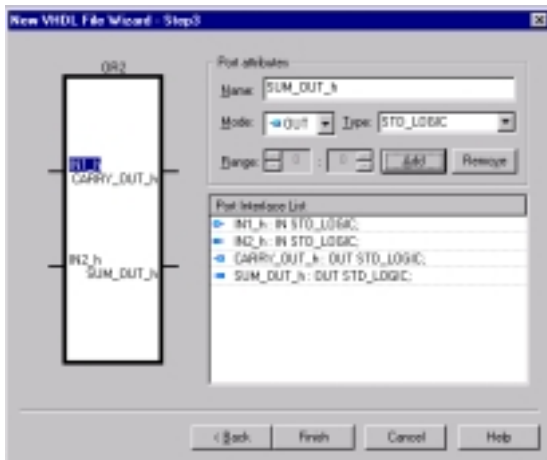 New VHDL File Wizard - Step3
OR2
IN1_h
CARRY_OUT_h
IN2_h
SUM_OUT_h
Port attributes
Name: SUM_OUT_h
Mode: OUT Type: STD_LOGIC
Range: 0 : 0 Add Remove
Port Interface List
IN1_h : IN STD_LOGIC;
IN2_h : IN STD_LOGIC;
CARRY_OUT_h : OUT STD_LOGIC;
SUM_OUT_h : OUT STD_LOGIC;
< Back Finish Cancel Help